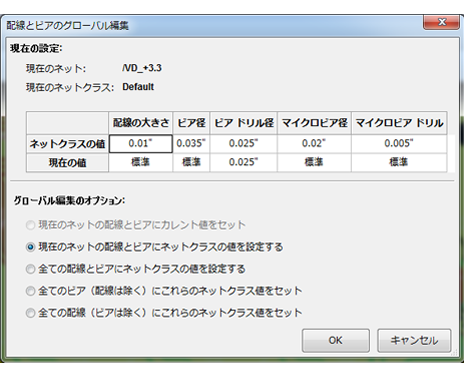 配線とビアのグローバル編集
現在の設定:
現在のネット: /VD_+3.3
現在のネットクラス: Default
配線の大きさ ビア径 ビア ドリル径 マイクロビア径 マイクロビア ドリル
ネットクラスの値 0.01" 0.035" 0.025" 0.02" 0.005"
現在の値 標準 標準 0.025" 標準 標準
グローバル編集のオプション:
現在のネットの配線とビアにカレント値をセット
現在のネットの配線とビアにネットクラスの値を設定する
全ての配線とビアにネットクラスの値を設定する
全てのビア（配線は除く）にこれらのネットクラス値をセット
全ての配線（ビアは除く）にこれらのネットクラス値をセット
OK キャンセル